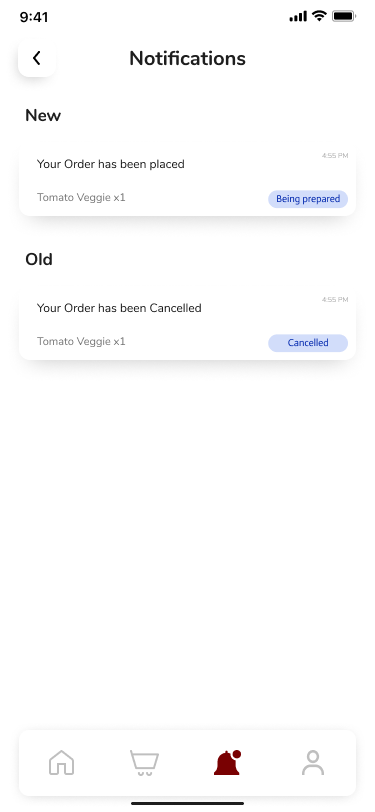 9:41
Notifications
New
4:55 PM
Your Order has been placed
Tomato Veggie x1
Being prepared
Old
4:55 PM
Your Order has been Cancelled
Tomato Veggie x1
Cancelled